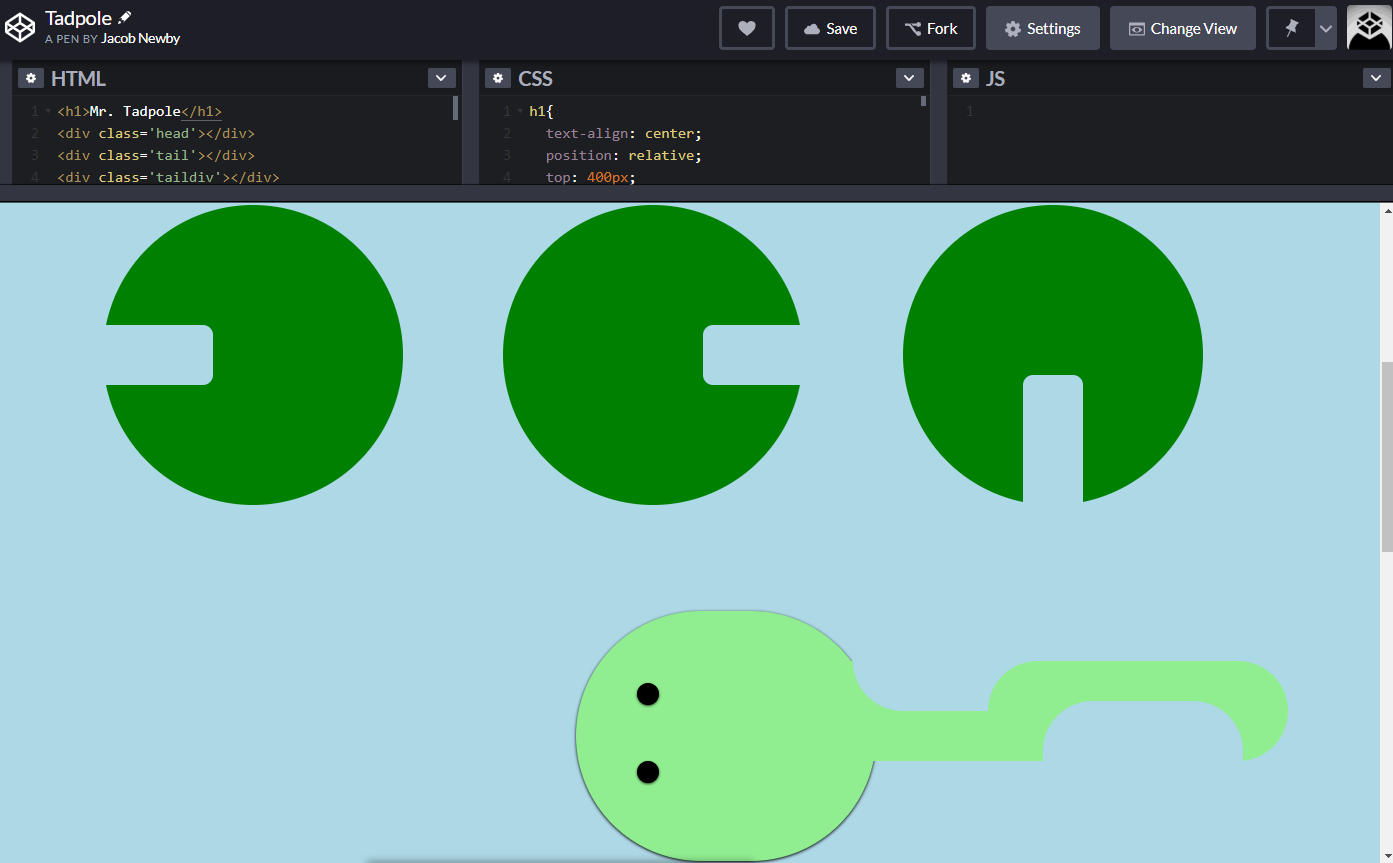 Tadpole
A PEN BY Jacob Newby
Save
Fork
Settings
Change View
HTML
1 <h1>Mr. Tadpole</h1>
2 <div class='head'></div>
3 <div class='tail'></div>
4 <div class='taildiv'></div>
CSS
1 h1{
2 text-align: center;
3 position: relative;
4 top: 400px;
JS
1